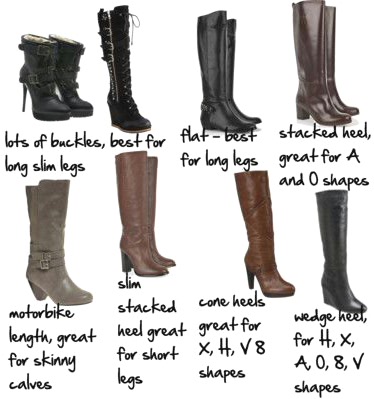 lots of buckles, best for
long slim legs
flat - best
for long legs
stacked heel,
great for A
and O shapes
motorbike
length, great
for skinny
calves
slim
stacked
heel great
for short
legs
cone heels
great for
X, H, V 8
shapes
wedge heel,
for H, X,
A, O, 8, V
shapes